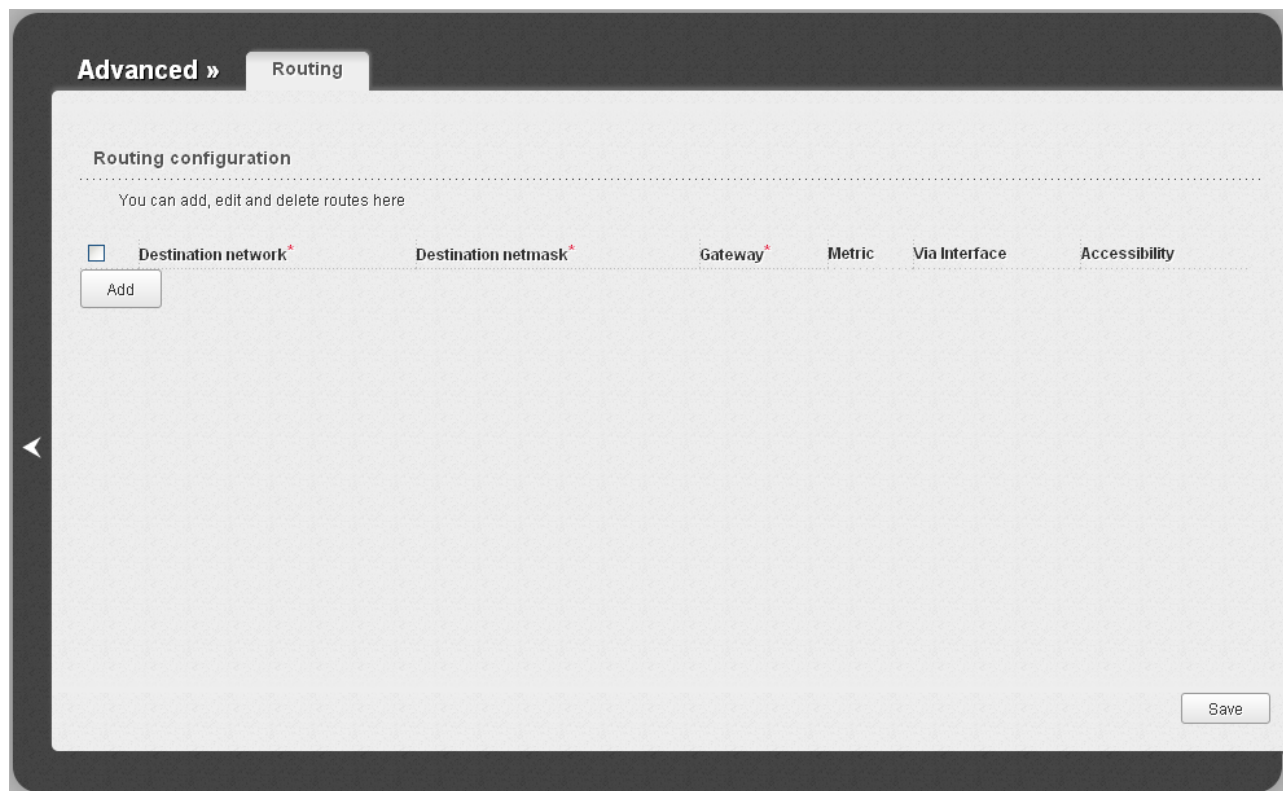 Advanced » Routing
Routing configuration
You can add, edit and delete routes here
Destination network* Destination netmask* Gateway* Metric Via Interface Accessibility
Add
Save